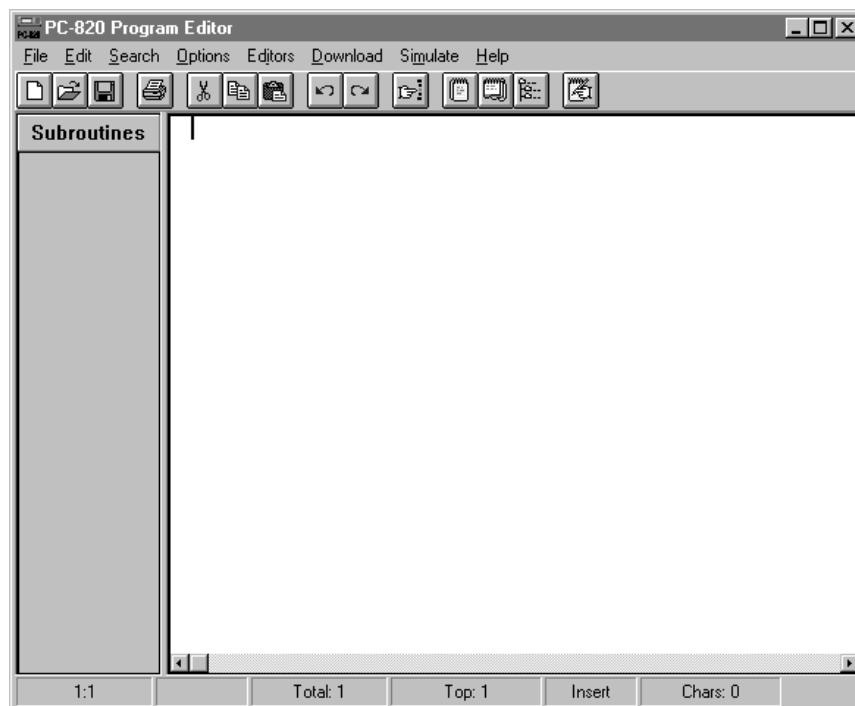 PC-820 Program Editor
File Edit Search Options Editors Download Simulate Help
Subroutines
1:1 Total: 1 Top: 1 Insert Chars: 0